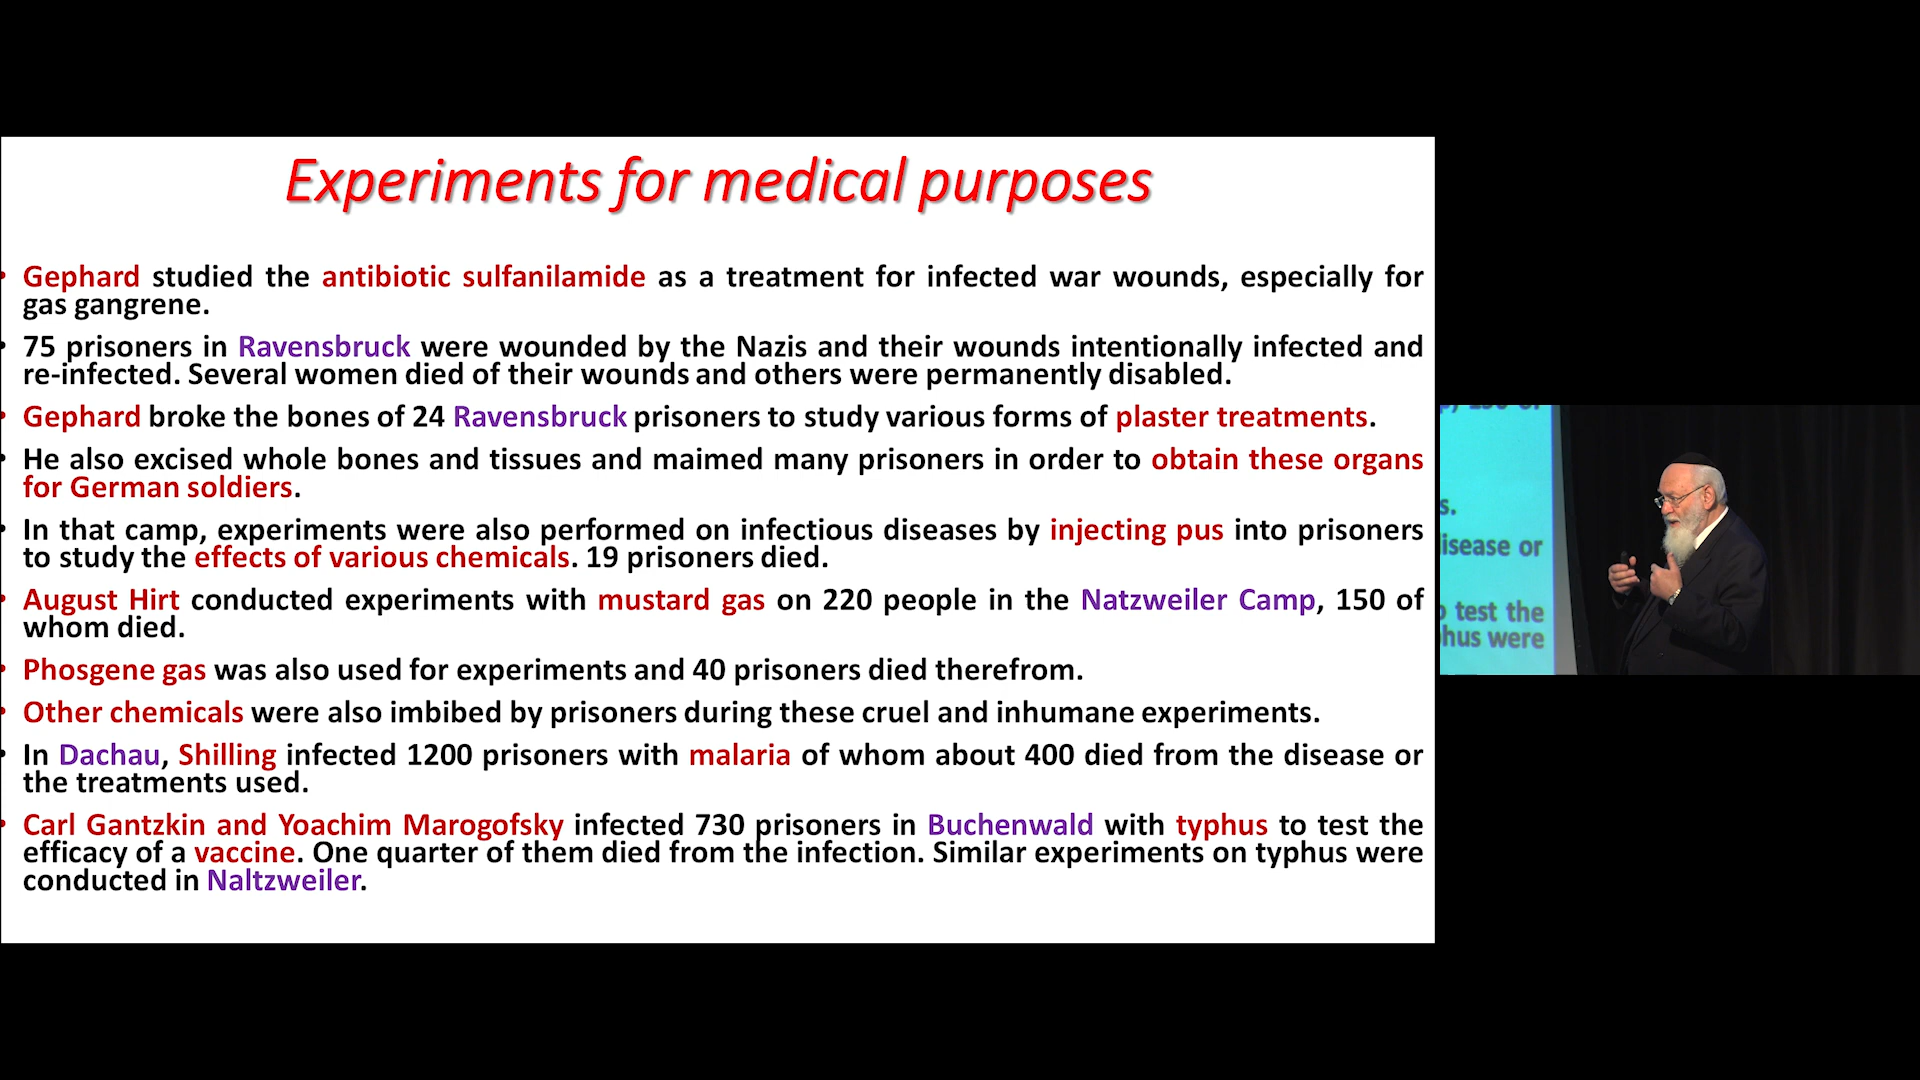 Experiments for medical purposes
• Gephard studied the antibiotic sulfanilamide as a treatment for infected war wounds, especially for
gas gangrene.
• 75 prisoners in Ravensbruck were wounded by the Nazis and their wounds intentionally infected and
re-infected. Several women died of their wounds and others were permanently disabled.
• Gephard broke the bones of 24 Ravensbruck prisoners to study various forms of plaster treatments.
• He also excised whole bones and tissues and maimed many prisoners in order to obtain these organs
for German soldiers.
• In that camp, experiments were also performed on infectious diseases by injecting pus into prisoners
to study the effects of various chemicals. 19 prisoners died.
• August Hirt conducted experiments with mustard gas on 220 people in the Natzweiler Camp, 150 of
whom died.
• Phosgene gas was also used for experiments and 40 prisoners died therefrom.
• Other chemicals were also imbibed by prisoners during these cruel and inhumane experiments.
• In Dachau, Shilling infected 1200 prisoners with malaria of whom about 400 died from the disease or
the treatments used.
• Carl Gantzkin and Yoachim Marogofsky infected 730 prisoners in Buchenwald with typhus to test the
efficacy of a vaccine. One quarter of them died from the infection. Similar experiments on typhus were
conducted in Naltzweiler.
s.
isease or
test the
hus were